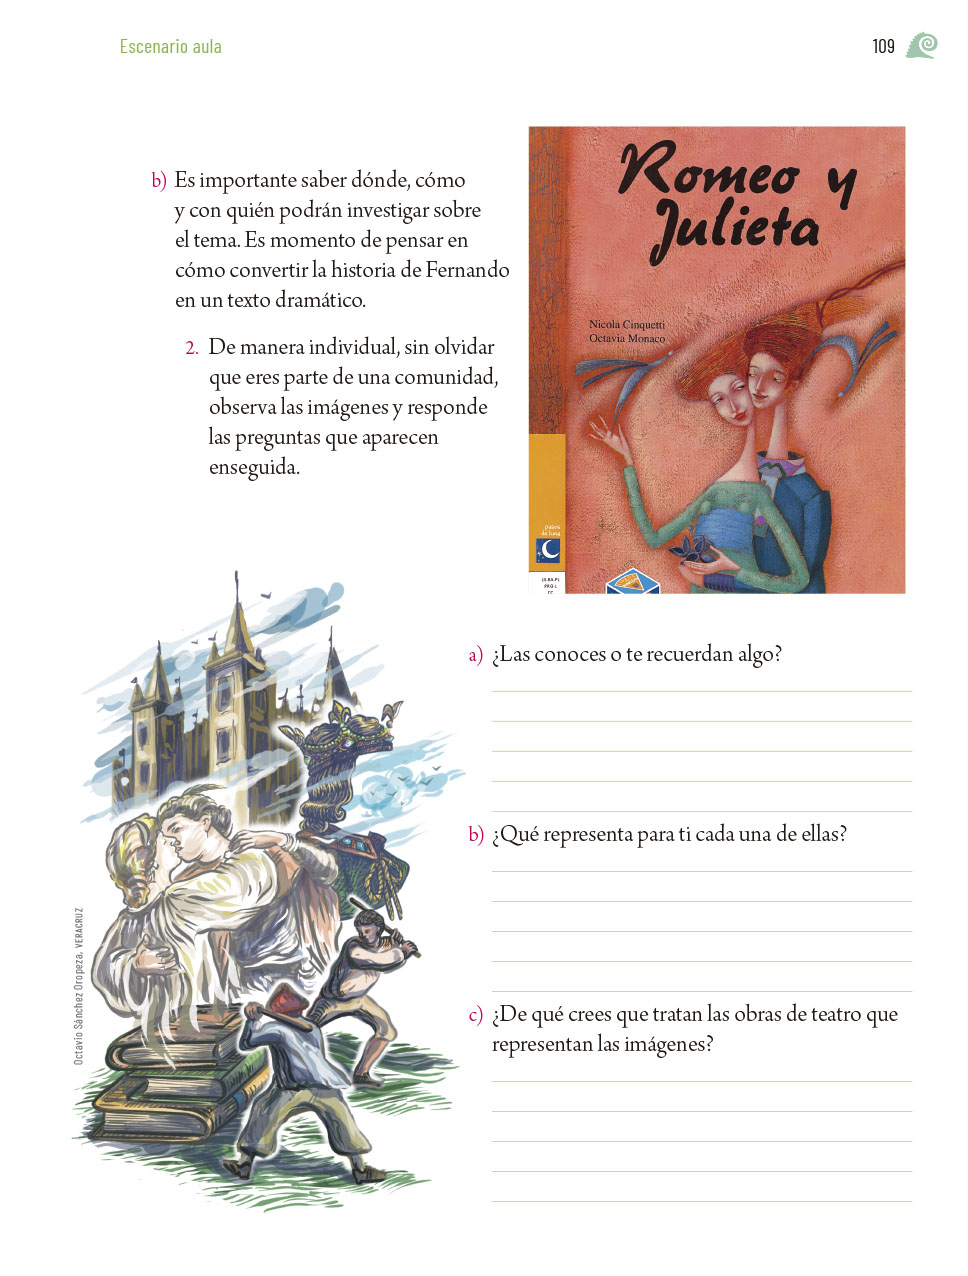 Escenario aula
109
b) Es importante saber dónde, cómo
y con quién podrán investigar sobre
el tema. Es momento de pensar en
cómo convertir la historia de Fernando
en un texto dramático.
2. De manera individual, sin olvidar
que eres parte de una comunidad,
observa las imágenes y responde
las preguntas que aparecen
enseguida.
Romeo y
Julieta
Nicola Cinquetti
Octavia Monaco
pasos
de luna
a) ¿Las conoces o te recuerdan algo?
b) ¿Qué representa para ti cada una de ellas?
c) ¿De qué crees que tratan las obras de teatro que
representan las imágenes?
Octavio Sánchez Oropeza, VERACRUZ